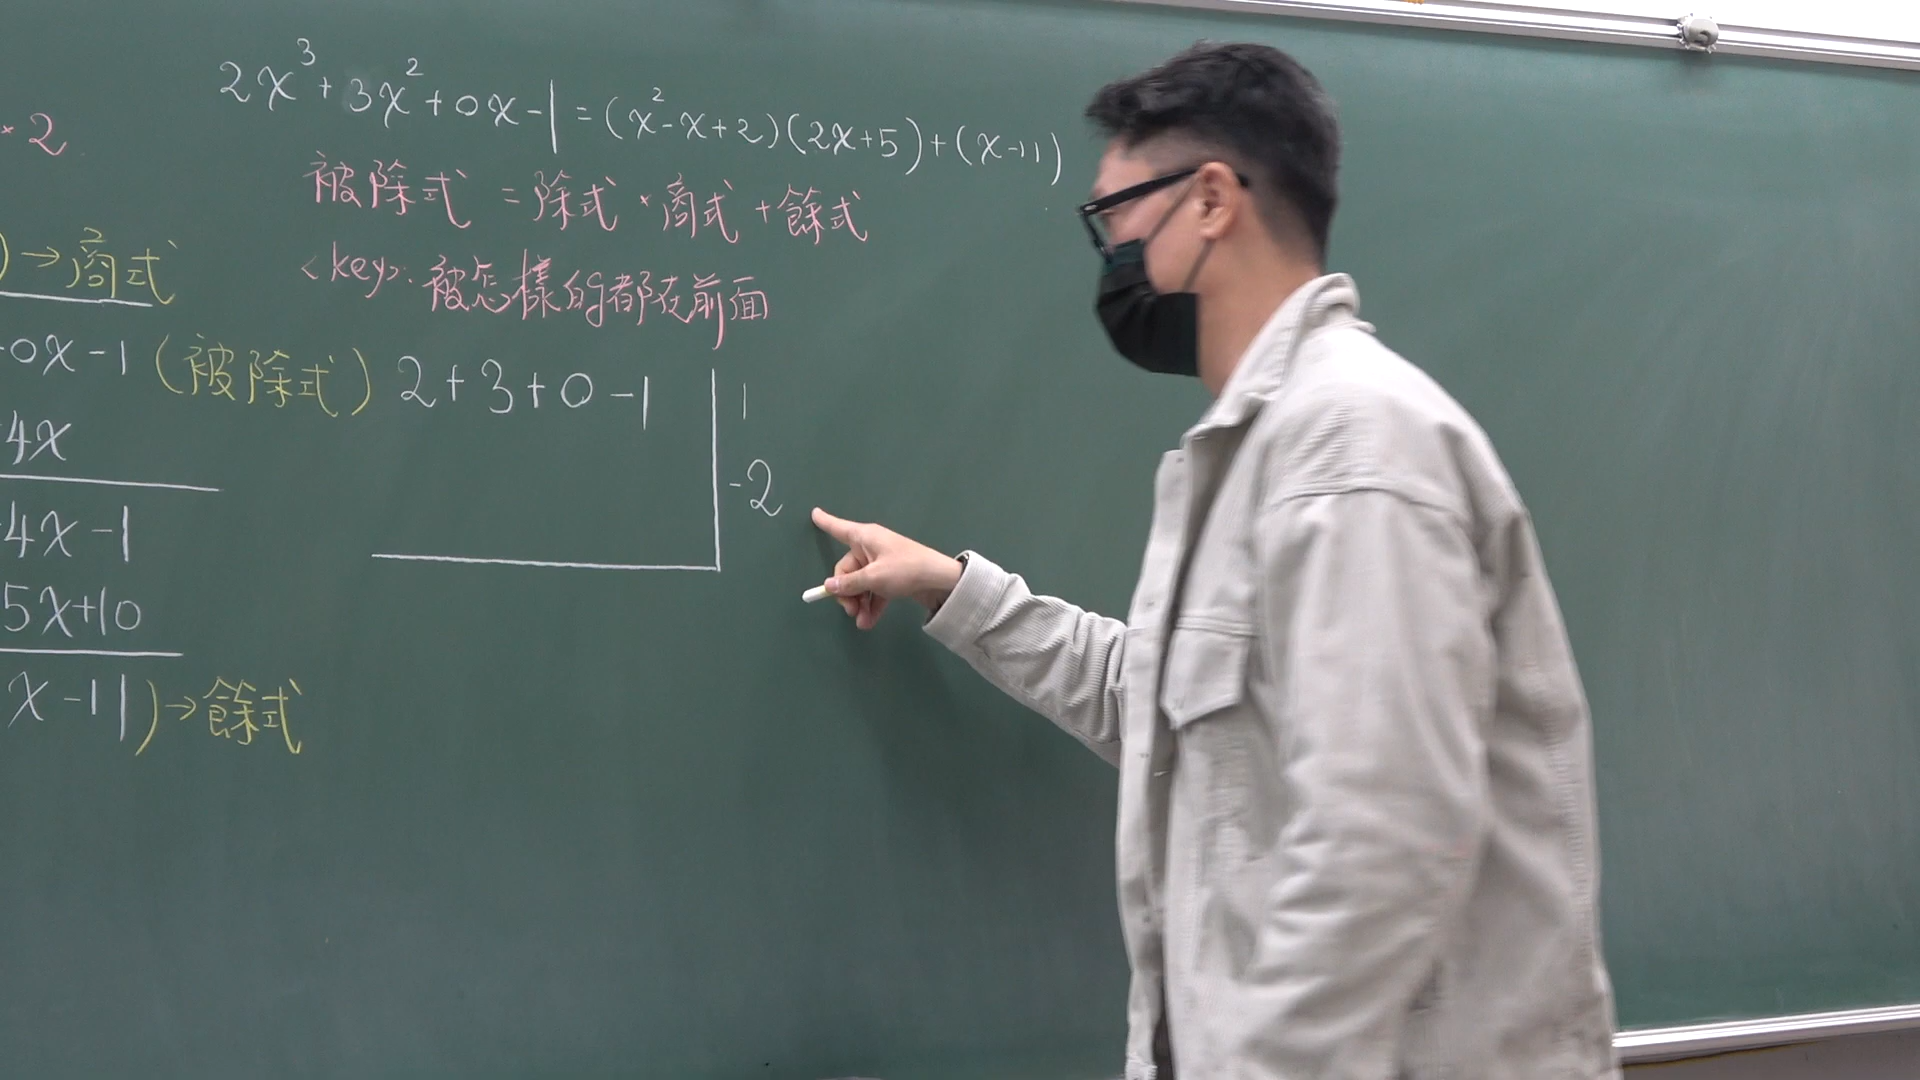 2x³+3x²+0x-1=(x²-x+2)(2x+5)+(x-11)
×2
被除式=除式×商式+餘式
)→商式
<key>:被怎樣的都在前面
0x-1(被除式)
2+3+0-1
1
4x
-2
4x-1
5x+10
x-11)→餘式